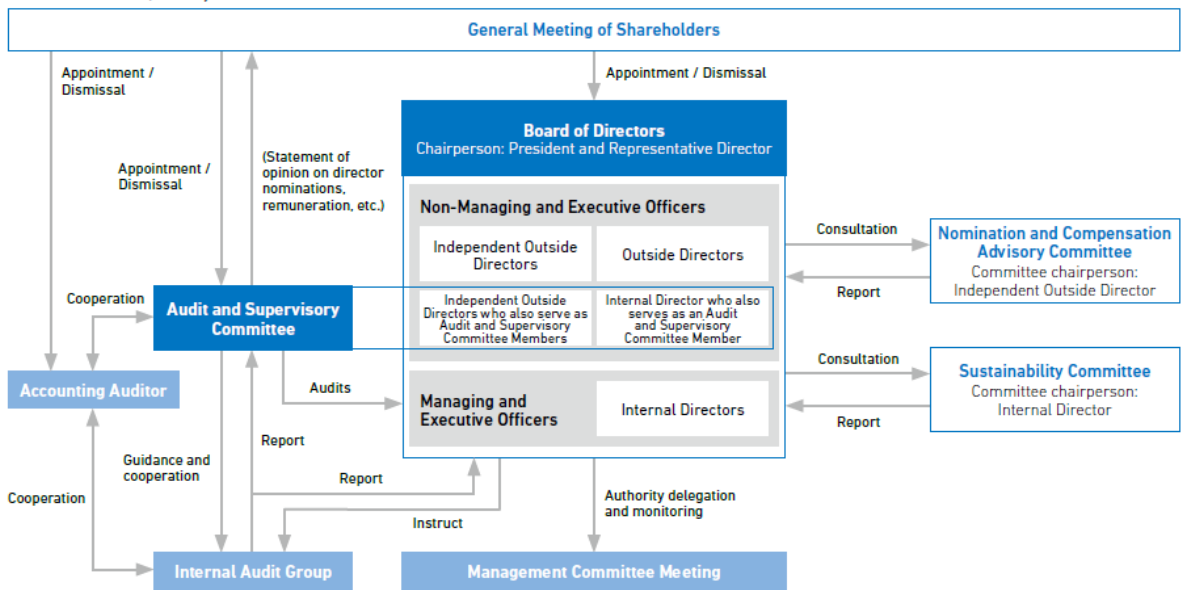 General Meeting of Shareholders
Appointment /
Dismissal
Appointment / Dismissal
Board of Directors
Chairperson: President and Representative Director
Appointment /
Dismissal
(Statement of
opinion on director
nominations,
remuneration, etc.)
Non-Managing and Executive Officers
Independent Outside
Directors
Outside Directors
Consultation
Report
Nomination and Compensation
Advisory Committee
Committee chairperson:
Independent Outside Director
Cooperation
Audit and Supervisory
Committee
Independent Outside
Directors who also serve as
Audit and Supervisory
Committee Members
Internal Director who also
serves as an Audit
and Supervisory
Committee Member
Consultation
Report
Sustainability Committee
Committee chairperson:
Internal Director
Accounting Auditor
Audits
Managing and
Executive Officers
Internal Directors
Report
Guidance and
cooperation
Report
Cooperation
Instruct
Authority delegation
and monitoring
Internal Audit Group
Management Committee Meeting